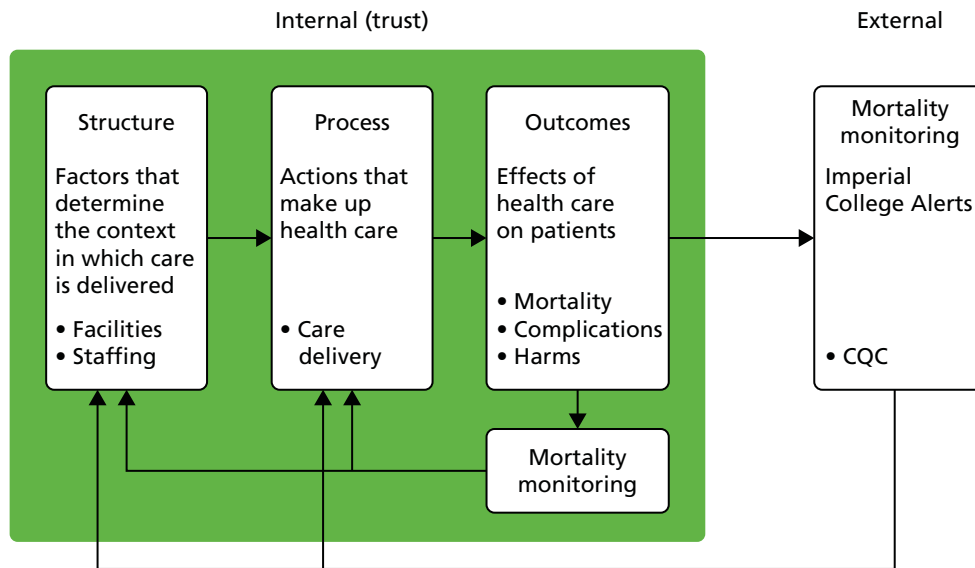 Internal (trust)
External
Structure
Factors that
determine
the context
in which care
is delivered
• Facilities
• Staffing
Process
Actions that
make up
health care
• Care
delivery
Outcomes
Effects of
health care
on patients
• Mortality
• Complications
• Harms
Mortality
monitoring
Mortality
monitoring
Imperial
College Alerts
• CQC